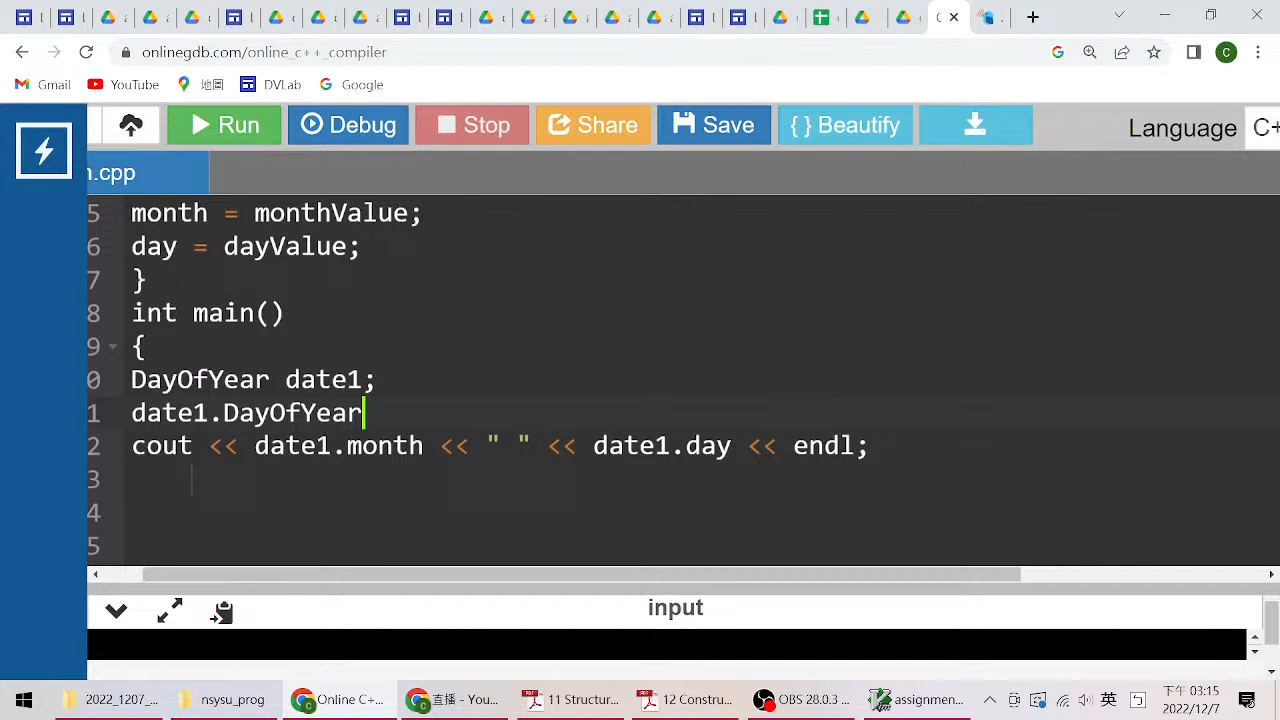 onlinegdb.com/online_c++_compiler
Gmail YouTube 地圖 DVLab Google
Run Debug Stop Share Save { } Beautify Language C+
n.cpp
5 month = monthValue;
6 day = dayValue;
7 }
8 int main()
9 {
0 DayOfYear date1;
1 date1.DayOfYear
2 cout << date1.month << " " << date1.day << endl;
3
4
5
input
2022_1207... nsysu_prog Online C+... 直播 - You... 11 Structur... 12 Constru... OBS 28.0.3 ... assignmen... 英 下午 03:15
2022/12/7